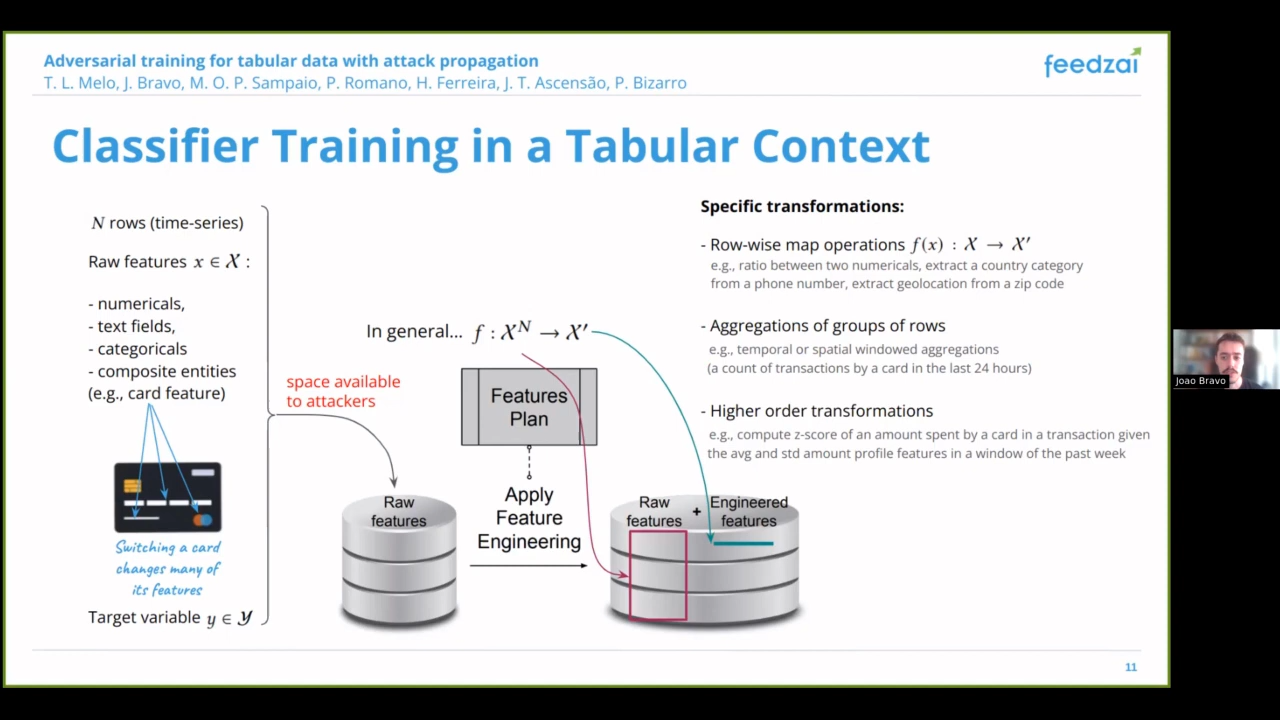 Adversarial training for tabular data with attack propagation
T. L. Melo, J. Bravo, M. O. P. Sampaio, P. Romano, H. Ferreira, J. T. Ascensão, P. Bizarro
feedzai
Classifier Training in a Tabular Context
N rows (time-series)
Raw features x ∈ X :
- numericals,
- text fields,
- categoricals
- composite entities
(e.g., card feature)
Switching a card
changes many of
its features
Target variable y ∈ Y
space available
to attackers
In general... f : X^N → X′
Features
Plan
Apply
Feature
Engineering
Raw
features
Raw
features
+
Engineered
features
Specific transformations:
- Row-wise map operations f(x) : X → X′
e.g., ratio between two numericals, extract a country category
from a phone number, extract geolocation from a zip code
- Aggregations of groups of rows
e.g., temporal or spatial windowed aggregations
(a count of transactions by a card in the last 24 hours)
- Higher order transformations
e.g., compute z-score of an amount spent by a card in a transaction given
the avg and std amount profile features in a window of the past week
11
Joao Bravo